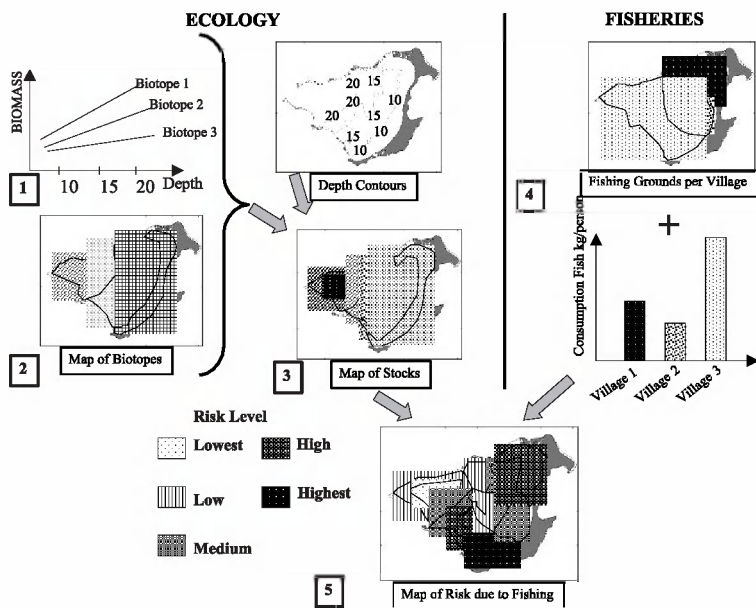 ECOLOGY
FISHERIES
BIOMASS
Biotope 1
Biotope 2
Biotope 3
10 15 20 Depth
1
20 15
20 10
20 15
15 10
10
Depth Contours
4
Fishing Grounds per Village
2
Map of Biotopes
3
Map of Stocks
+
Consumption Fish kg/person
Village 1
Village 2
Village 3
Risk Level
Lowest
High
Low
Highest
Medium
5
Map of Risk due to Fishing